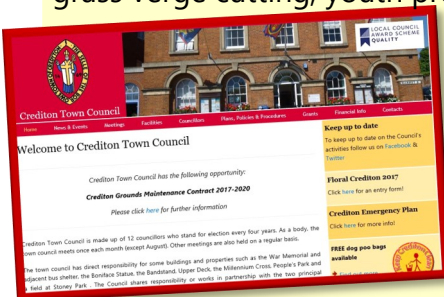 grass verge cutting, youth pr
LOCAL COUNCIL
AWARD SCHEME
QUALITY
Crediton Town Council
Home News & Events Meetings Facilities Councillors Plans, Policies & Procedures Grants Financial Info Contacts
Welcome to Crediton Town Council
Crediton Town Council has the following opportunity:
Crediton Grounds Maintenance Contract 2017-2020
Please click here for further information
Crediton Town Council is made up of 12 councillors who stand for election every four years. As a body, the
town council meets once each month (except August). Other meetings are also held on a regular basis.
The town council has direct responsibility for some buildings and properties such as the War Memorial and
adjacent bus shelter, the Boniface Statue, the Bandstand, Upper Deck, the Millennium Cross, People's Park and
a field at Stoney Park . The Council shares responsibility or works in partnership with the two principal
Keep up to date
To keep up to date on the Council's
activities follow us on Facebook &
Twitter
Floral Crediton 2017
Click here for an entry form!
Crediton Emergency Plan
Click here for more info!
FREE dog poo bags
available
Find out more